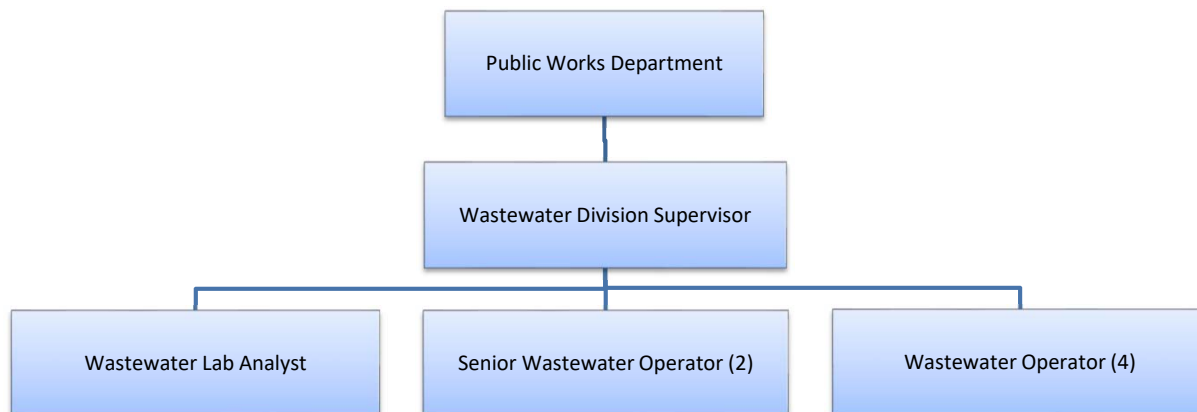 Public Works Department
Wastewater Division Supervisor
Wastewater Lab Analyst
Senior Wastewater Operator (2)
Wastewater Operator (4)